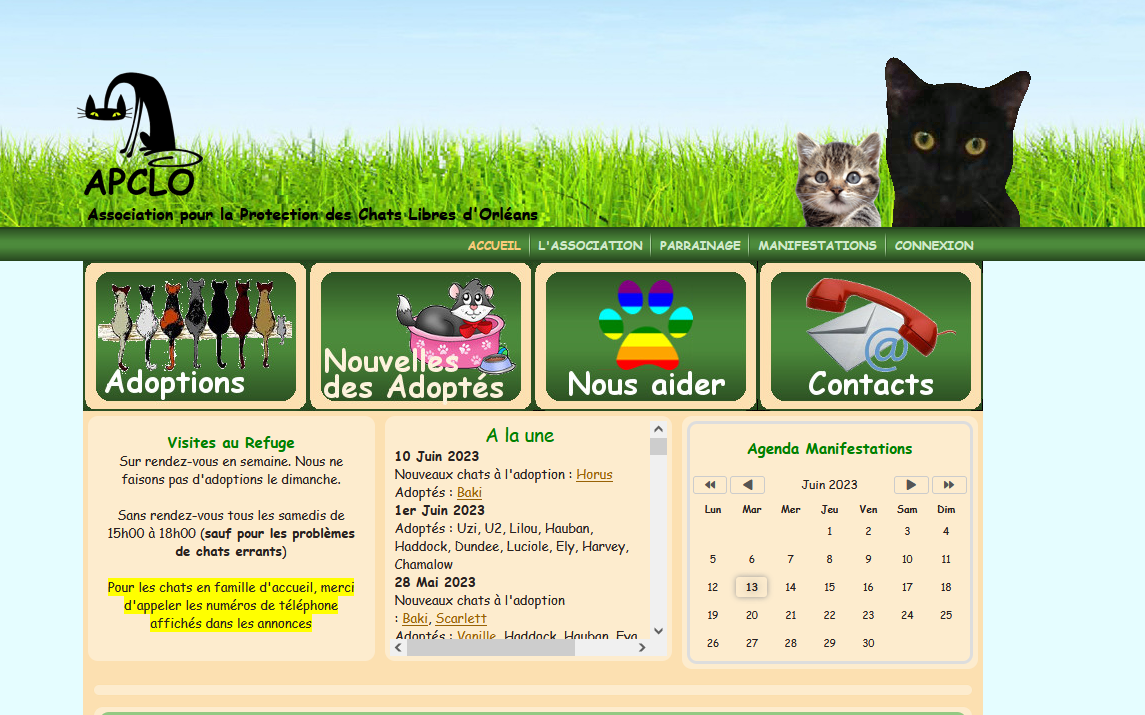 APCLO
Association pour la Protection des Chats Libres d'Orléans
ACCUEIL L'ASSOCIATION PARRAINAGE MANIFESTATIONS CONNEXION
Adoptions
Nouvelles
des Adoptés
Nous aider
@
Contacts
Visites au Refuge
Sur rendez-vous en semaine. Nous ne
faisons pas d'adoptions le dimanche.
Sans rendez-vous tous les samedis de
15h00 à 18h00 (sauf pour les problèmes
de chats errants)
Pour les chats en famille d'accueil, merci
d'appeler les numéros de téléphone
affichés dans les annonces
A la une
10 Juin 2023
Nouveaux chats à l'adoption : Horus
Adoptés : Baki
1er Juin 2023
Adoptés : Uzi, U2, Lilou, Hauban,
Haddock, Dundee, Luciole, Ely, Harvey,
Chamalow
28 Mai 2023
Nouveaux chats à l'adoption
: Baki, Scarlett
Adoptés : Vanille, Haddock, Hauban, Eva
Agenda Manifestations
Juin 2023
Lun Mar Mer Jeu Ven Sam Dim
1 2 3 4
5 6 7 8 9 10 11
12 13 14 15 16 17 18
19 20 21 22 23 24 25
26 27 28 29 30